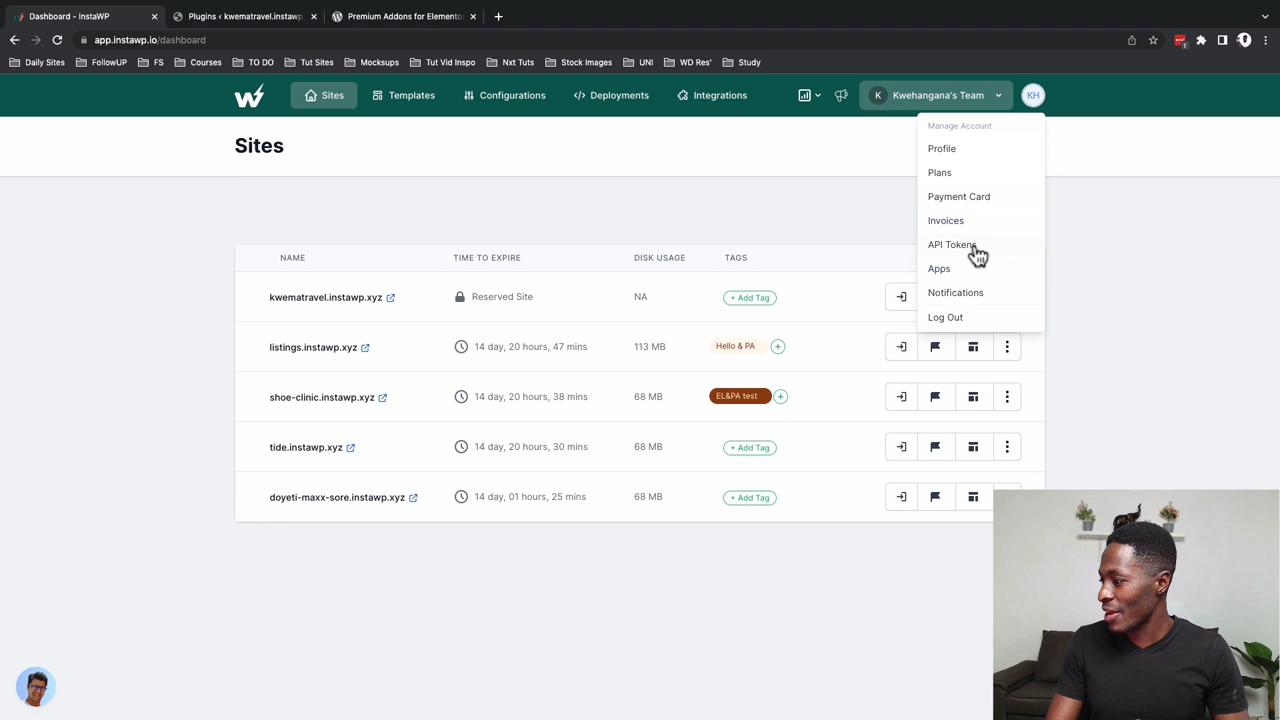 Dashboard - InstaWP
Plugins < kwematravel.instawp.
Premium Addons for Elemento
app.instawp.io/dashboard
Daily Sites
FollowUP
FS
Courses
TO DO
Tut Sites
Mocksups
Tut Vid Inspo
Nxt Tuts
Stock Images
UNI
WD Res'
Study
1
Sites
Templates
Configurations
Deployments
Integrations
K
Kwehangana's Team
KH
Sites
Manage Account
Profile
Plans
Payment Card
Invoices
API Tokens
Apps
Notifications
Log Out
NAME TIME TO EXPIRE DISK USAGE TAGS
kwematravel.instawp.xyz Reserved Site NA + Add Tag
listings.instawp.xyz 14 day, 20 hours, 47 mins 113 MB Hello & PA
shoe-clinic.instawp.xyz 14 day, 20 hours, 38 mins 68 MB EL&PA test
tide.instawp.xyz 14 day, 20 hours, 30 mins 68 MB + Add Tag
doyeti-maxx-sore.instawp.xyz 14 day, 01 hours, 25 mins 68 MB + Add Tag